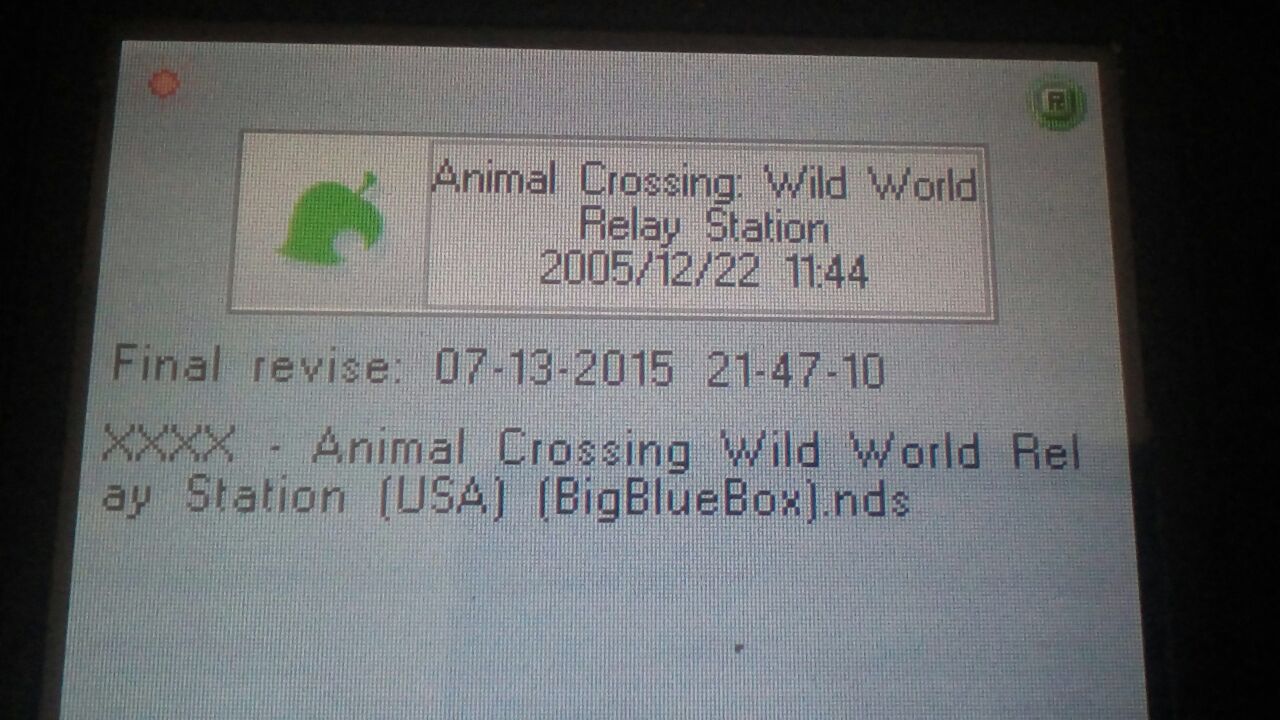 R
Animal Crossing: Wild World
Relay Station
2005/12/22 11:44
Final revise: 07-13-2015 21-47-10
XXXX - Animal Crossing Wild World Rel
ay Station (USA) (BigBlueBox).nds